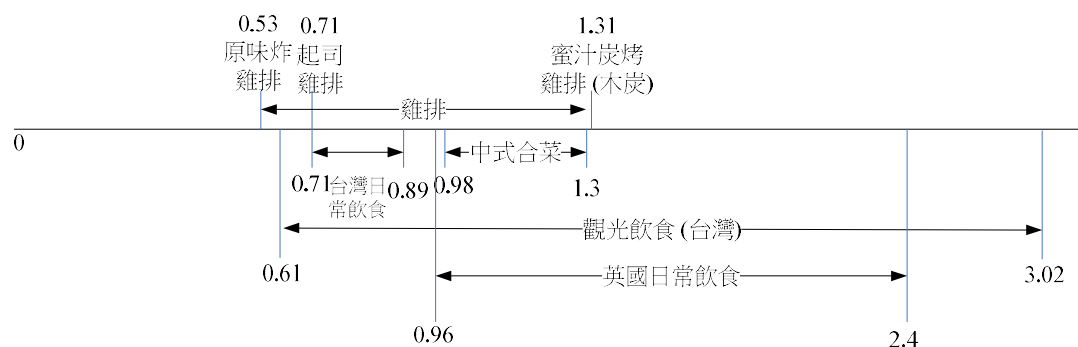 0.53
原味炸
雞排
0.71
起司
雞排
1.31
蜜汁炭烤
雞排 (木炭)
雞排
0
中式合菜
0.71
台灣日
常飲食
0.89
0.98
1.3
觀光飲食 (台灣)
0.61
英國日常飲食
3.02
0.96
2.4